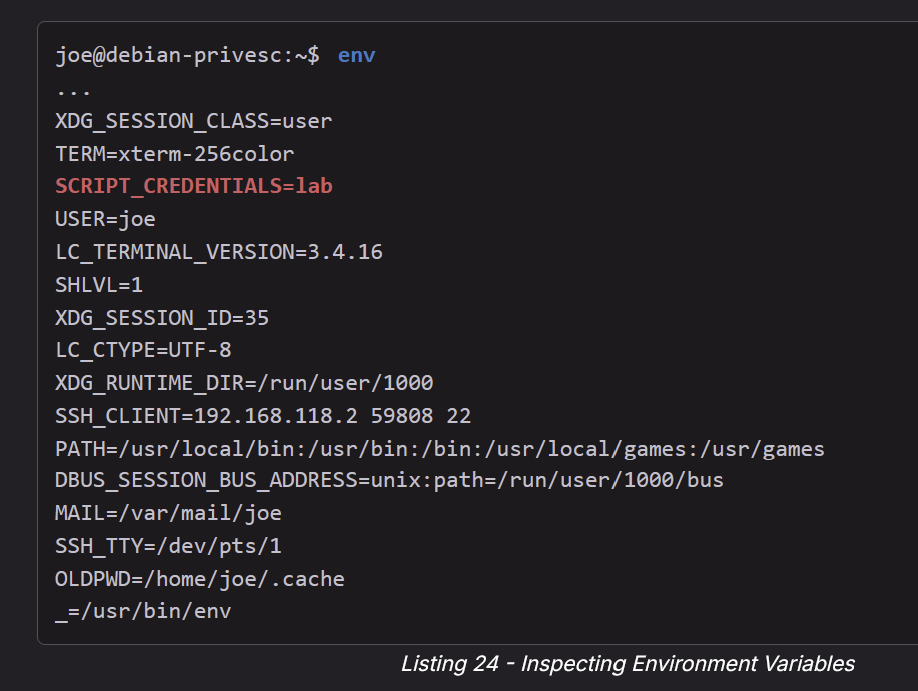 joe@debian-privesc:~$ env
...
XDG_SESSION_CLASS=user
TERM=xterm-256color
SCRIPT_CREDENTIALS=lab
USER=joe
LC_TERMINAL_VERSION=3.4.16
SHLVL=1
XDG_SESSION_ID=35
LC_CTYPE=UTF-8
XDG_RUNTIME_DIR=/run/user/1000
SSH_CLIENT=192.168.118.2 59808 22
PATH=/usr/local/bin:/usr/bin:/bin:/usr/local/games:/usr/games
DBUS_SESSION_BUS_ADDRESS=unix:path=/run/user/1000/bus
MAIL=/var/mail/joe
SSH_TTY=/dev/pts/1
OLDPWD=/home/joe/.cache
_=/usr/bin/env
Listing 24 - Inspecting Environment Variables